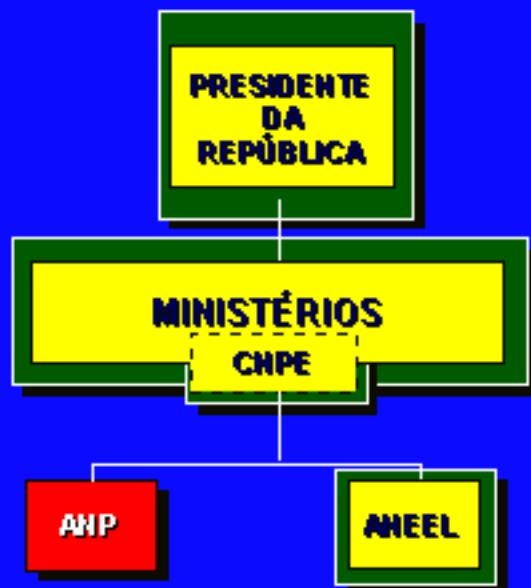 PRESIDENTE
DA
REPÚBLICA
MINISTÉRIOS
CNPE
ANP
ANEEL